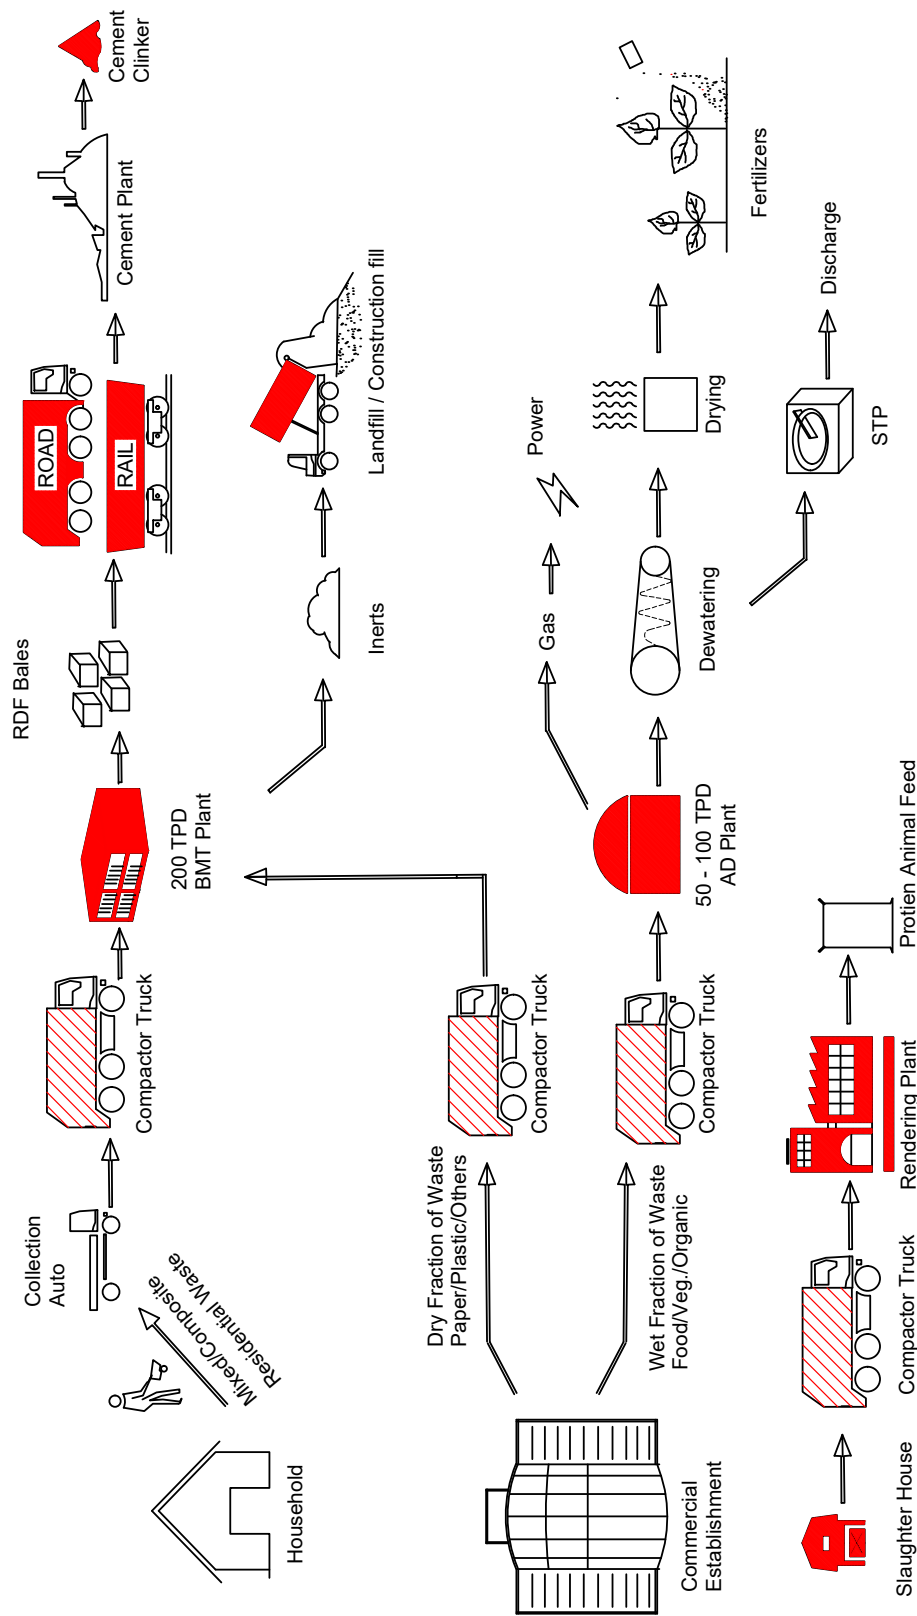 Household
Mixed/Composite
Residential Waste
Collection
Auto
Compactor Truck
200 TPD
BMT Plant
RDF Bales
ROAD
RAIL
Cement Plant
Cement
Clinker
Inerts
Landfill / Construction fill
Commercial
Establishment
Dry Fraction of Waste
Paper/Plastic/Others
Compactor Truck
Wet Fraction of Waste
Food/Veg./Organic
Compactor Truck
50 - 100 TPD
AD Plant
Gas
Power
Dewatering
Drying
Fertilizers
STP
Discharge
Slaughter House
Compactor Truck
Rendering Plant
Protien Animal Feed